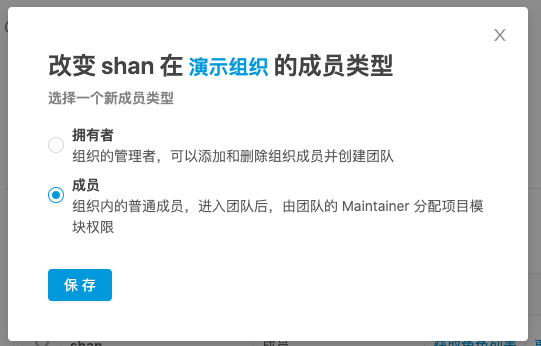 改变 shan 在 演示组织 的成员类型
选择一个新成员类型
拥有者
组织的管理者，可以添加和删除组织成员并创建团队
成员
组织内的普通成员，进入团队后，由团队的 Maintainer 分配项目模
块权限
保 存
shan 成员